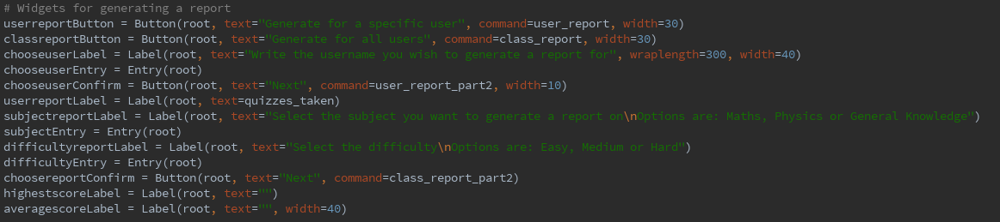 # Widgets for generating a report
userreportButton = Button(root, text="Generate for a specific user", command=user_report, width=30)
classreportButton = Button(root, text="Generate for all users", command=class_report, width=30)
chooseuserLabel = Label(root, text="Write the username you wish to generate a report for", wraplength=300, width=40)
chooseuserEntry = Entry(root)
chooseuserConfirm = Button(root, text="Next", command=user_report_part2, width=10)
userreportLabel = Label(root, text=quizzes_taken)
subjectreportLabel = Label(root, text="Select the subject you want to generate a report on\nOptions are: Maths, Physics or General Knowledge")
subjectEntry = Entry(root)
difficultyreportLabel = Label(root, text="Select the difficulty\nOptions are: Easy, Medium or Hard")
difficultyEntry = Entry(root)
choosereportConfirm = Button(root, text="Next", command=class_report_part2)
highestscoreLabel = Label(root, text="")
averagescoreLabel = Label(root, text="", width=40)